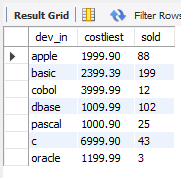 Result Grid Filter Rows
dev_in costliest sold
apple 1999.90 88
basic 2399.39 199
cobol 3999.99 12
dbase 1009.99 102
pascal 1000.90 25
c 6999.90 43
oracle 1199.99 3